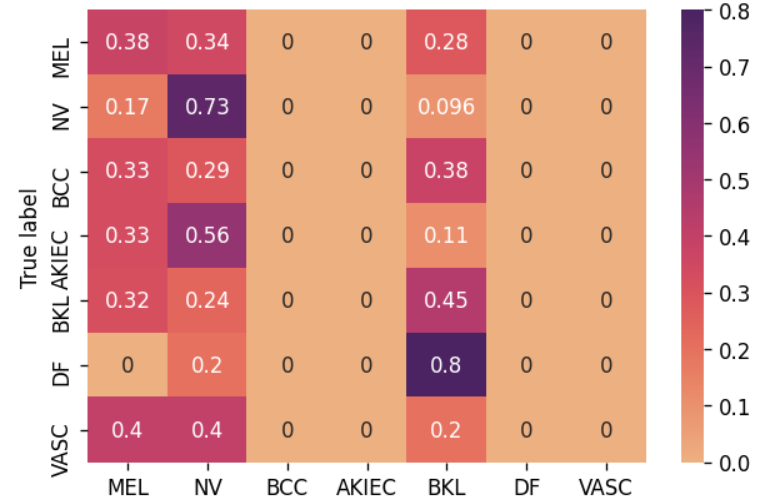 True label
MEL 0.38 0.34 0 0 0.28 0 0
NV 0.17 0.73 0 0 0.096 0 0
BCC 0.33 0.29 0 0 0.38 0 0
AKIEC 0.33 0.56 0 0 0.11 0 0
BKL 0.32 0.24 0 0 0.45 0 0
DF 0 0.2 0 0 0.8 0 0
VASC 0.4 0.4 0 0 0.2 0 0
MEL NV BCC AKIEC BKL DF VASC
0.8
0.7
0.6
0.5
0.4
0.3
0.2
0.1
0.0